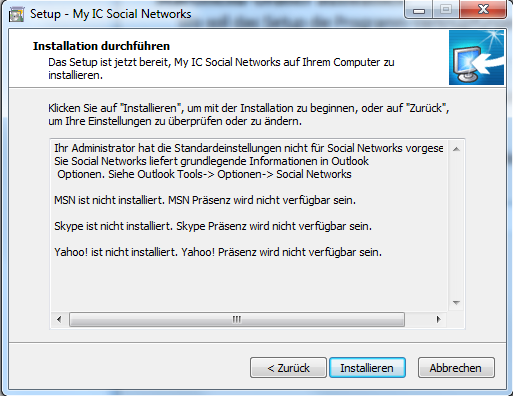 Setup - My IC Social Networks
Installation durchführen
Das Setup ist jetzt bereit, My IC Social Networks auf Ihrem Computer zu
installieren.
Klicken Sie auf "Installieren", um mit der Installation zu beginnen, oder auf "Zurück",
um Ihre Einstellungen zu überprüfen oder zu ändern.
Ihr Administrator hat die Standardeinstellungen nicht für Social Networks vorgese
Sie Social Networks liefert grundlegende Informationen in Outlook
Optionen. Siehe Outlook Tools-> Optionen-> Social Networks
MSN ist nicht installiert. MSN Präsenz wird nicht verfügbar sein.
Skype ist nicht installiert. Skype Präsenz wird nicht verfügbar sein.
Yahoo! ist nicht installiert. Yahoo! Präsenz wird nicht verfügbar sein.
< Zurück
Installieren
Abbrechen